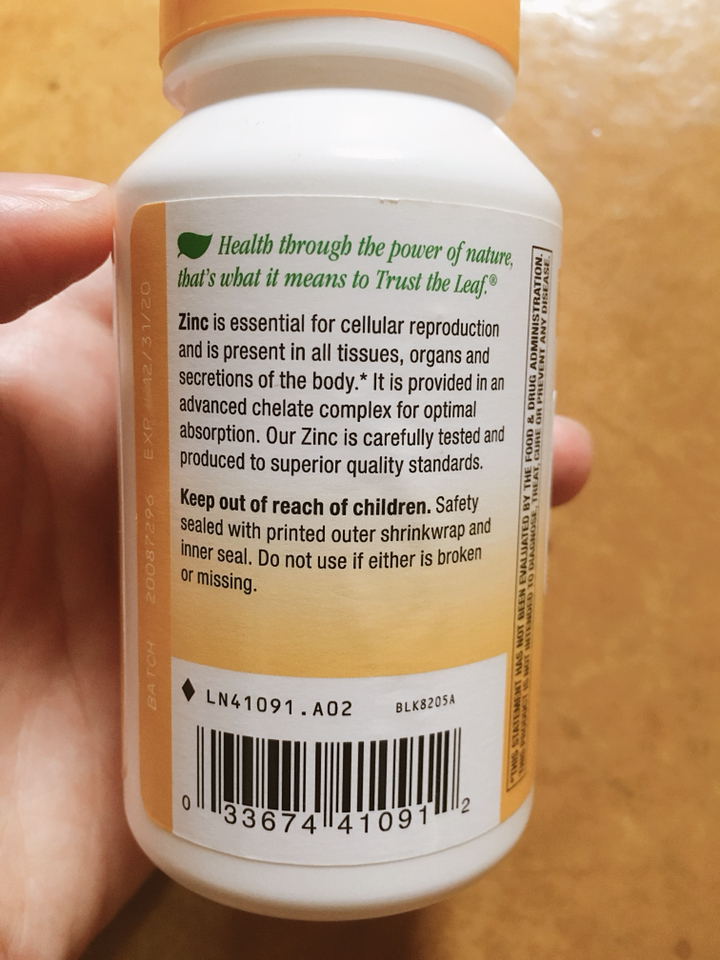 Health through the power of nature,
that's what it means to Trust the Leaf.®
Zinc is essential for cellular reproduction
and is present in all tissues, organs and
secretions of the body.* It is provided in an
advanced chelate complex for optimal
absorption. Our Zinc is carefully tested and
produced to superior quality standards.
Keep out of reach of children. Safety
sealed with printed outer shrinkwrap and
inner seal. Do not use if either is broken
or missing.
LN41091.A02 BLK8205A
0 33674 41091 2
BATCH 20087296 EXP 12/31/20
*THIS STATEMENT HAS NOT BEEN EVALUATED BY THE FOOD & DRUG ADMINISTRATION.
THIS PRODUCT IS NOT INTENDED TO DIAGNOSE, TREAT, CURE OR PREVENT ANY DISEASE.